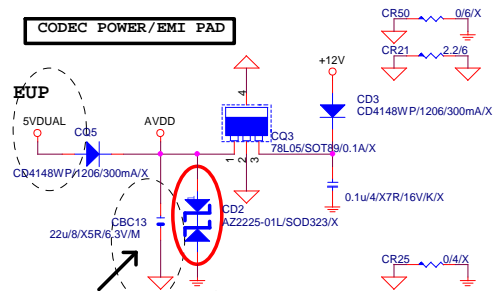 CODEC POWER/EMI PAD
CR50 0/6/X
CR21 2.2/6
+12V
EUP
5VDUAL
CQ5
CD4148WP/1206/300mA/X
AVDD
4
1
2
3
CQ3
78L05/SOT89/0.1A/X
CD3
CD4148WP/1206/300mA/X
0.1u/4/X7R/16V/K/X
CBC13
22u/8/X5R/6.3V/M
CD2
AZ2225-01L/SOD323/X
CR25 0/4/X